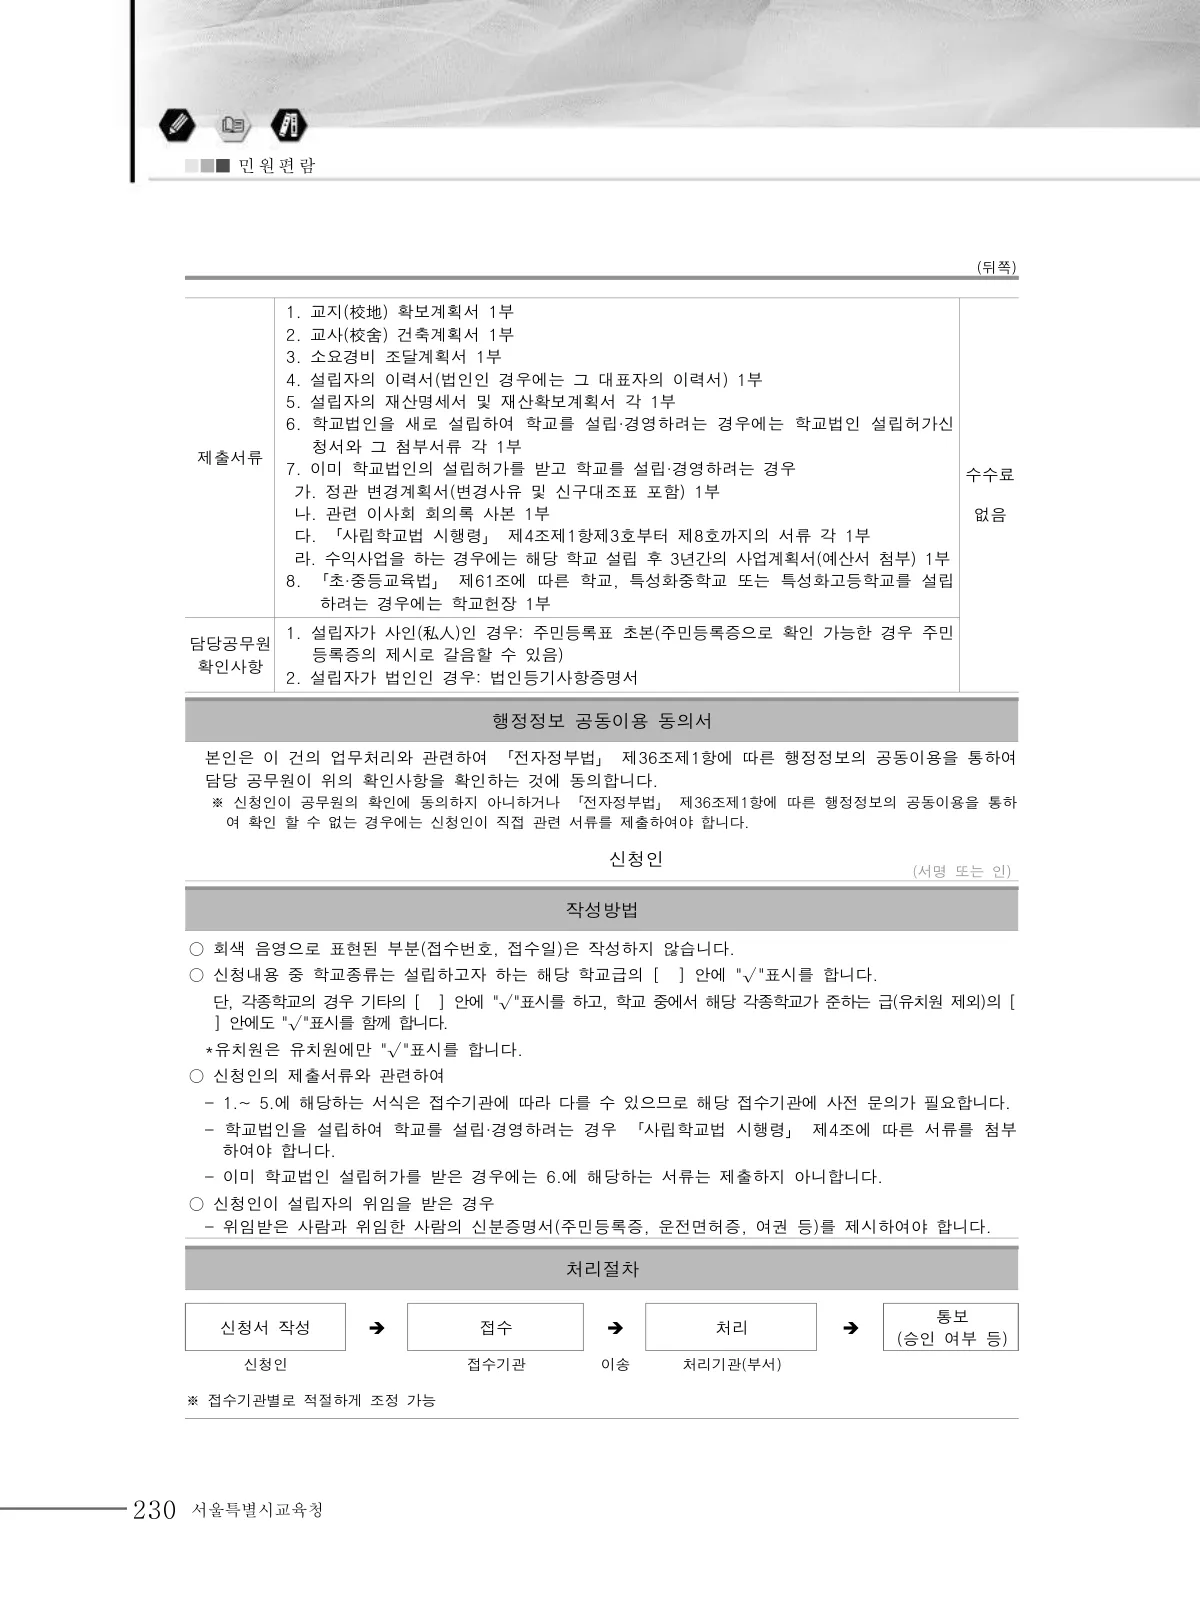 민원편람
(뒤쪽)
제출서류
1. 교지(校地) 확보계획서 1부
2. 교사(校舍) 건축계획서 1부
3. 소요경비 조달계획서 1부
4. 설립자의 이력서(법인인 경우에는 그 대표자의 이력서) 1부
5. 설립자의 재산명세서 및 재산확보계획서 각 1부
6. 학교법인을 새로 설립하여 학교를 설립·경영하려는 경우에는 학교법인 설립허가신
청서와 그 첨부서류 각 1부
7. 이미 학교법인의 설립허가를 받고 학교를 설립·경영하려는 경우
가. 정관 변경계획서(변경사유 및 신구대조표 포함) 1부
나. 관련 이사회 회의록 사본 1부
다. 「사립학교법 시행령」 제4조제1항제3호부터 제8호까지의 서류 각 1부
라. 수익사업을 하는 경우에는 해당 학교 설립 후 3년간의 사업계획서(예산서 첨부) 1부
8. 「초·중등교육법」 제61조에 따른 학교, 특성화중학교 또는 특성화고등학교를 설립
하려는 경우에는 학교헌장 1부
수수료
없음
담당공무원
확인사항
1. 설립자가 사인(私人)인 경우: 주민등록표 초본(주민등록증으로 확인 가능한 경우 주민
등록증의 제시로 갈음할 수 있음)
2. 설립자가 법인인 경우: 법인등기사항증명서
행정정보 공동이용 동의서
본인은 이 건의 업무처리와 관련하여 「전자정부법」 제36조제1항에 따른 행정정보의 공동이용을 통하여
담당 공무원이 위의 확인사항을 확인하는 것에 동의합니다.
※ 신청인이 공무원의 확인에 동의하지 아니하거나 「전자정부법」 제36조제1항에 따른 행정정보의 공동이용을 통하
여 확인 할 수 없는 경우에는 신청인이 직접 관련 서류를 제출하여야 합니다.
신청인
(서명 또는 인)
작성방법
○ 회색 음영으로 표현된 부분(접수번호, 접수일)은 작성하지 않습니다.
○ 신청내용 중 학교종류는 설립하고자 하는 해당 학교급의 [ ] 안에 "√"표시를 합니다.
단, 각종학교의 경우 기타의 [ ] 안에 "√"표시를 하고, 학교 중에서 해당 각종학교가 준하는 급(유치원 제외)의 [
] 안에도 "√"표시를 함께 합니다.
*유치원은 유치원에만 "√"표시를 합니다.
○ 신청인의 제출서류와 관련하여
- 1.~ 5.에 해당하는 서식은 접수기관에 따라 다를 수 있으므로 해당 접수기관에 사전 문의가 필요합니다.
- 학교법인을 설립하여 학교를 설립·경영하려는 경우 「사립학교법 시행령」 제4조에 따른 서류를 첨부
하여야 합니다.
- 이미 학교법인 설립허가를 받은 경우에는 6.에 해당하는 서류는 제출하지 아니합니다.
○ 신청인이 설립자의 위임을 받은 경우
- 위임받은 사람과 위임한 사람의 신분증명서(주민등록증, 운전면허증, 여권 등)를 제시하여야 합니다.
처리절차
신청서 작성 ➔ 접수 ➔ 처리 ➔ 통보
(승인 여부 등)
신청인 접수기관 이송 처리기관(부서)
※ 접수기관별로 적절하게 조정 가능
230 서울특별시교육청